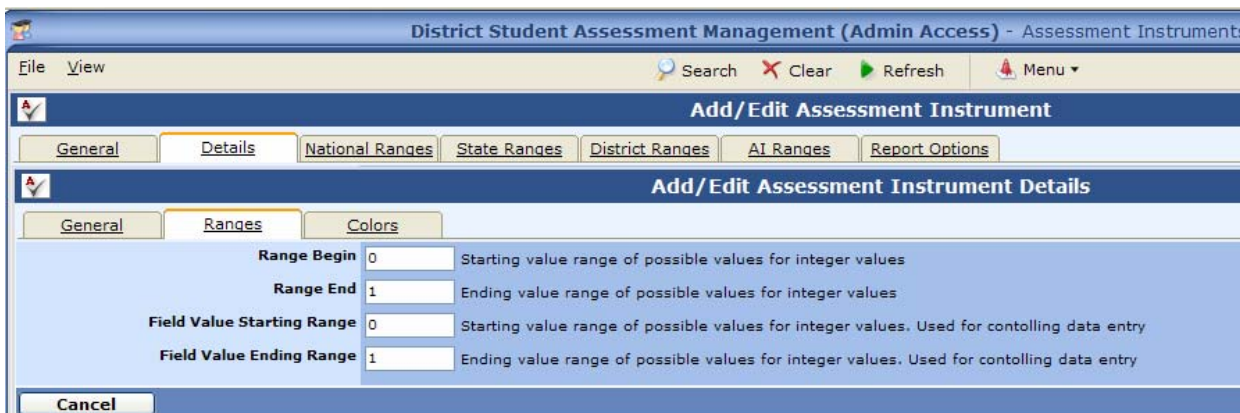 District Student Assessment Management (Admin Access) - Assessment Instruments
File View Search Clear Refresh Menu
Add/Edit Assessment Instrument
General Details National Ranges State Ranges District Ranges AI Ranges Report Options
Add/Edit Assessment Instrument Details
General Ranges Colors
Range Begin 0 Starting value range of possible values for integer values
Range End 1 Ending value range of possible values for integer values
Field Value Starting Range 0 Starting value range of possible values for integer values. Used for contolling data entry
Field Value Ending Range 1 Ending value range of possible values for integer values. Used for contolling data entry
Cancel